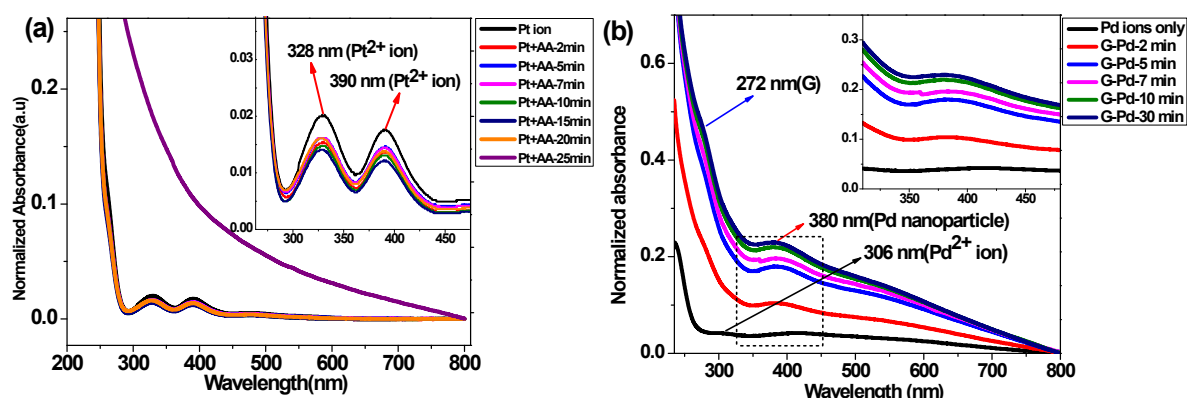 (a)
328 nm (Pt2+ ion)
390 nm (Pt2+ ion)
0.03
0.02
0.01
0.00
290
350
410
470
Pt ion
Pt+AA-2min
Pt+AA-5min
Pt+AA-7min
Pt+AA-10min
Pt+AA-15min
Pt+AA-20min
Pt+AA-25min
Normalized Absorbance(a.u)
0.2
0.1
0.0
200
300
400
500
600
700
800
Wavelength(nm)
(b)
272 nm(G)
380 nm(Pd nanoparticle)
306 nm(Pd2+ ion)
0.3
0.2
0.1
0.0
350
400
450
Pd ions only
G-Pd-2 min
G-Pd-5 min
G-Pd-7 min
G-Pd-10 min
G-Pd-30 min
Normalized absorbance
0.6
0.4
0.2
0.0
300
400
500
600
700
800
Wavelength (nm)